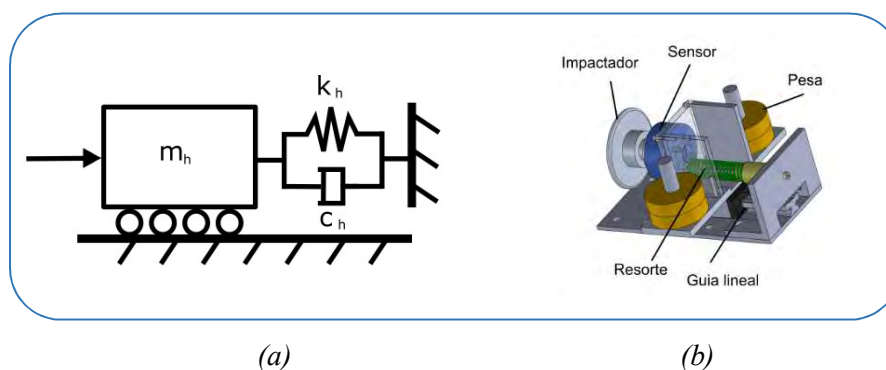 k h
m h
c h
(a)
Sensor
Impactador
Pesa
Resorte
Guia lineal
(b)